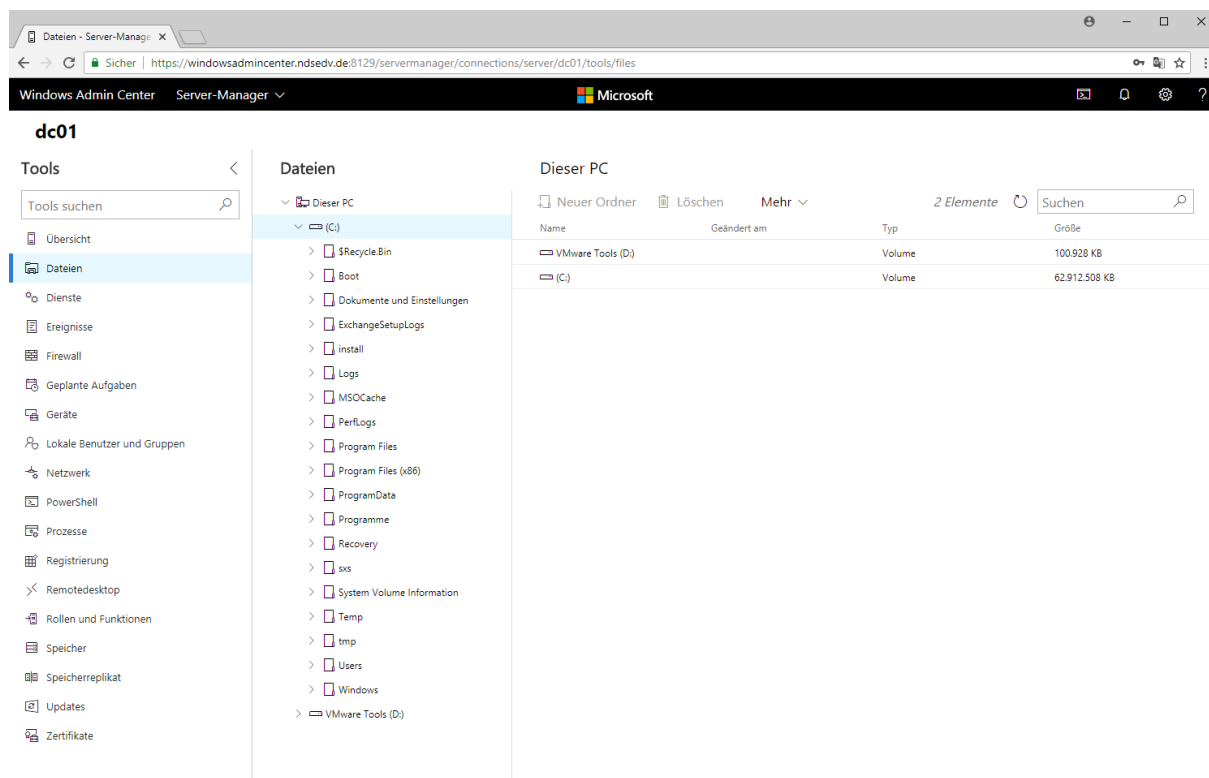 Dateien - Server-Manage
Sicher | https://windowsadmincenter.ndsedv.de:8129/servermanager/connections/server/dc01/tools/files
Windows Admin Center Server-Manager Microsoft
dc01
Tools
Tools suchen
Übersicht
Dateien
Dienste
Ereignisse
Firewall
Geplante Aufgaben
Geräte
Lokale Benutzer und Gruppen
Netzwerk
PowerShell
Prozesse
Registrierung
Remotedesktop
Rollen und Funktionen
Speicher
Speicherreplikat
Updates
Zertifikate
Dateien
Dieser PC
(C:)
$Recycle.Bin
Boot
Dokumente und Einstellungen
ExchangeSetupLogs
install
Logs
MSOCache
PerfLogs
Program Files
Program Files (x86)
ProgramData
Programme
Recovery
sxs
System Volume Information
Temp
tmp
Users
Windows
VMware Tools (D:)
Dieser PC
Neuer Ordner Löschen Mehr 2 Elemente Suchen
Name Geändert am Typ Größe
VMware Tools (D:) Volume 100.928 KB
(C:) Volume 62.912.508 KB